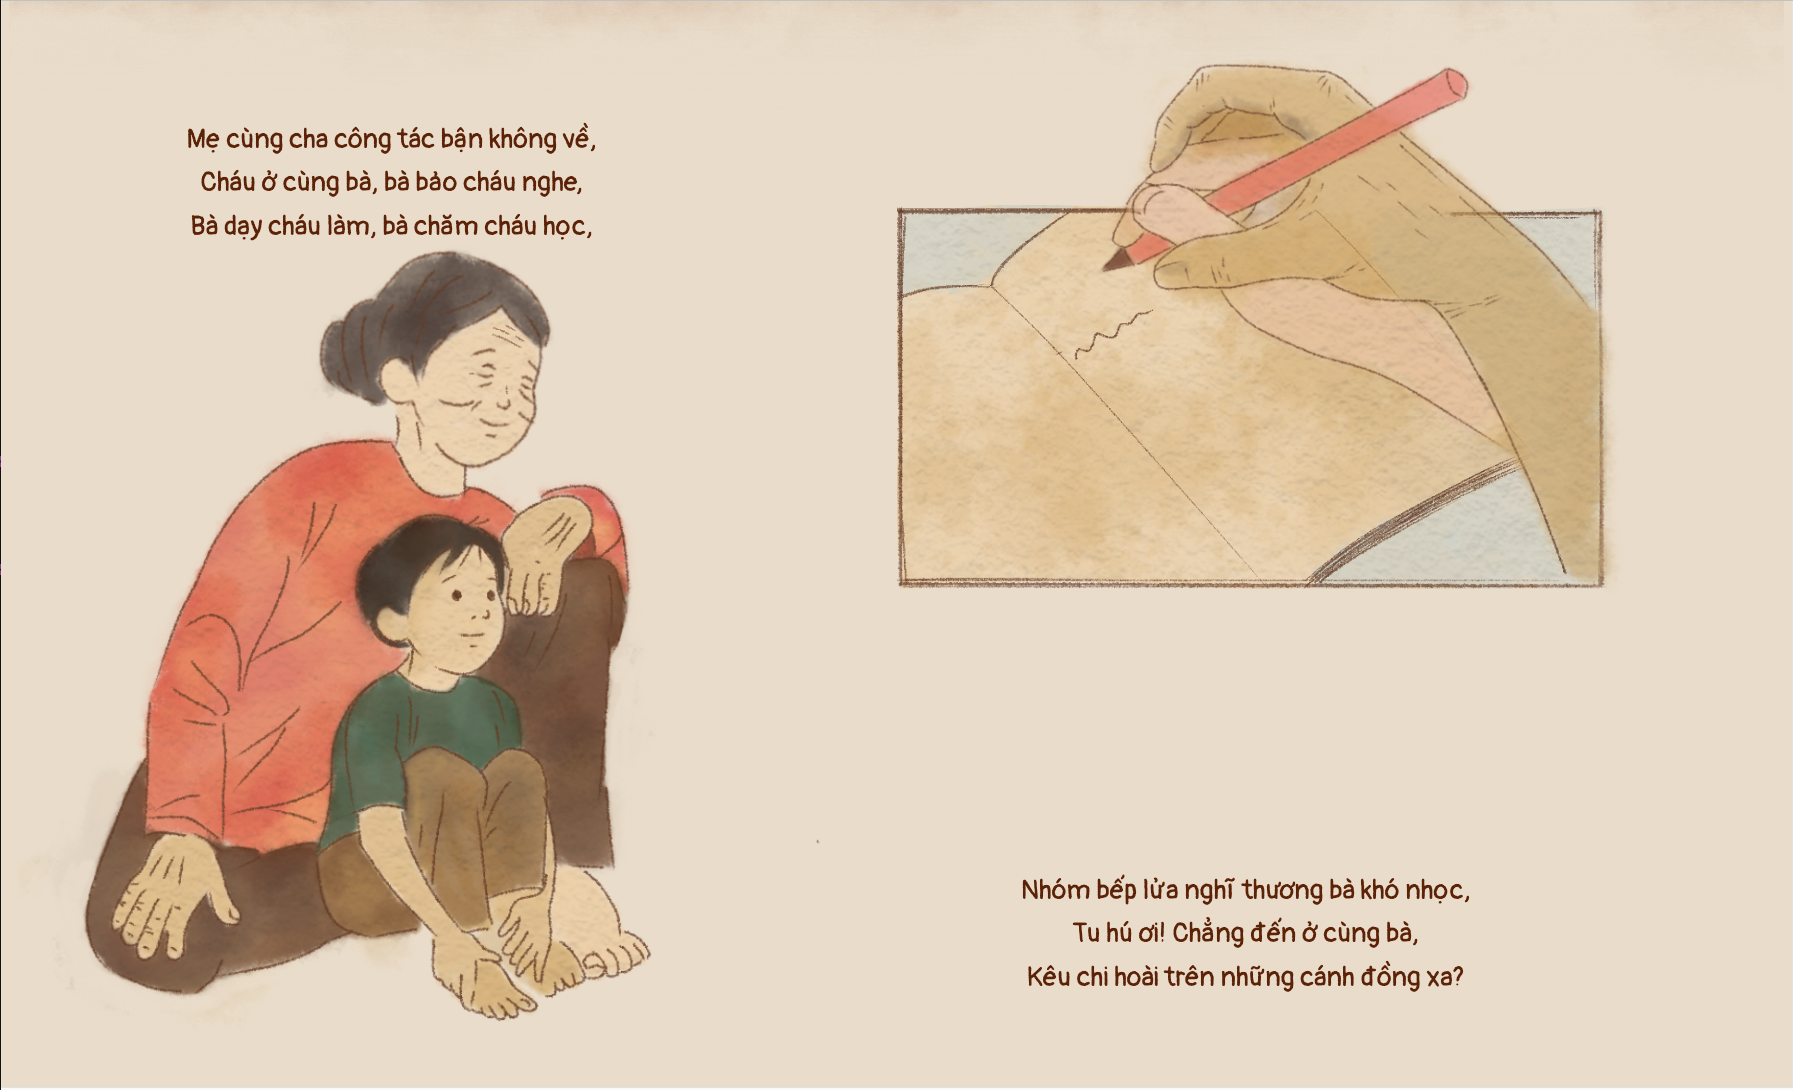 Mẹ cùng cha công tác bận không về,
Cháu ở cùng bà, bà bảo cháu nghe,
Bà dạy cháu làm, bà chăm cháu học,
Nhóm bếp lửa nghĩ thương bà khó nhọc,
Tu hú ơi! Chẳng đến ở cùng bà,
Kêu chi hoài trên những cánh đồng xa?